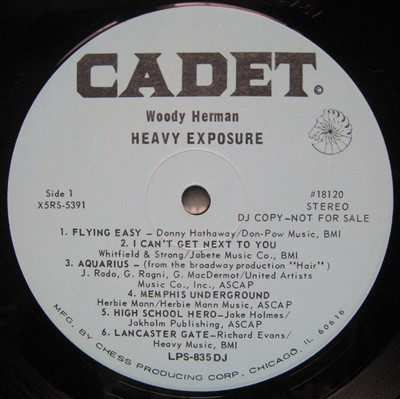 CADET ©
Woody Herman
HEAVY EXPOSURE
Side 1
X5RS-5391
#18120
STEREO
DJ COPY-NOT FOR SALE
1. FLYING EASY - Donny Hathaway/Don-Pow Music, BMI
2. I CAN'T GET NEXT TO YOU
Whitfield & Strong/Jobete Music Co., BMI
3. AQUARIUS - (from the broadway production "Hair")
J. Rado, G. Ragni, G. MacDermot/United Artists
Music Co., Inc., ASCAP
4. MEMPHIS UNDERGROUND
Herbie Mann/Herbie Mann Music, ASCAP
5. HIGH SCHOOL HERO-Jake Holmes/
Jakholm Publishing, ASCAP
6. LANCASTER GATE-Richard Evans/
Heavy Music, BMI
LPS-835 DJ
MFG. BY CHESS PRODUCING CORP. CHICAGO, IL 60616